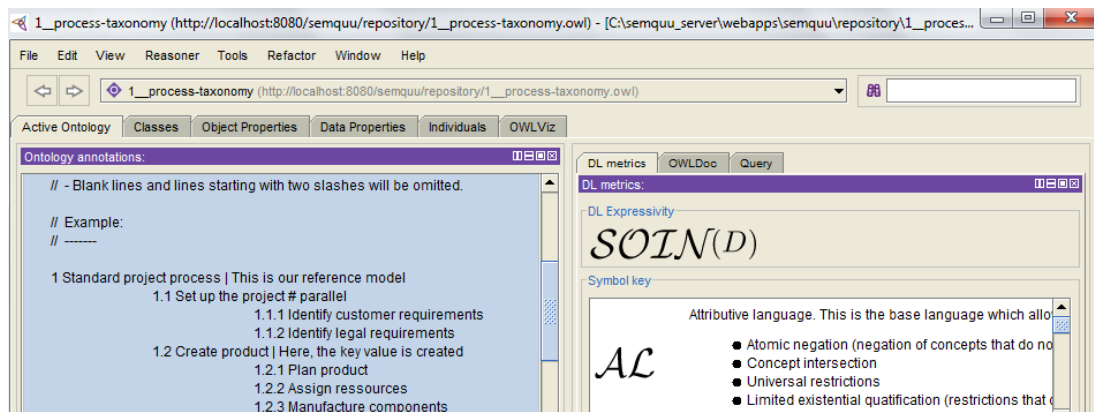 1__process-taxonomy (http://localhost:8080/semquu/repository/1__process-taxonomy.owl) - [C:\semquu_server\webapps\semquu\repository\1__proces...
File Edit View Reasoner Tools Refactor Window Help
1__process-taxonomy (http://localhost:8080/semquu/repository/1__process-taxonomy.owl)
Active Ontology Classes Object Properties Data Properties Individuals OWLViz
Ontology annotations:
// - Blank lines and lines starting with two slashes will be omitted.
// Example:
// -------
1 Standard project process | This is our reference model
1.1 Set up the project # parallel
1.1.1 Identify customer requirements
1.1.2 Identify legal requirements
1.2 Create product | Here, the key value is created
1.2.1 Plan product
1.2.2 Assign ressources
1.2.3 Manufacture components
DL metrics OWLDoc Query
DL metrics:
DL Expressivity
SOIN(D)
Symbol key
Attributive language. This is the base language which allo
AL
Atomic negation (negation of concepts that do no
Concept intersection
Universal restrictions
Limited existential quatification (restrictions that